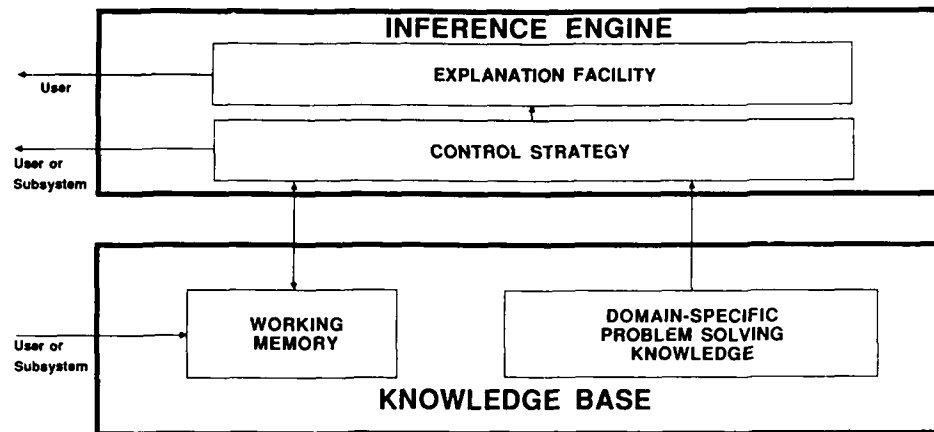 INFERENCE ENGINE
EXPLANATION FACILITY
User
CONTROL STRATEGY
User or
Subsystem
WORKING
MEMORY
DOMAIN-SPECIFIC
PROBLEM SOLVING
KNOWLEDGE
User or
Subsystem
KNOWLEDGE BASE